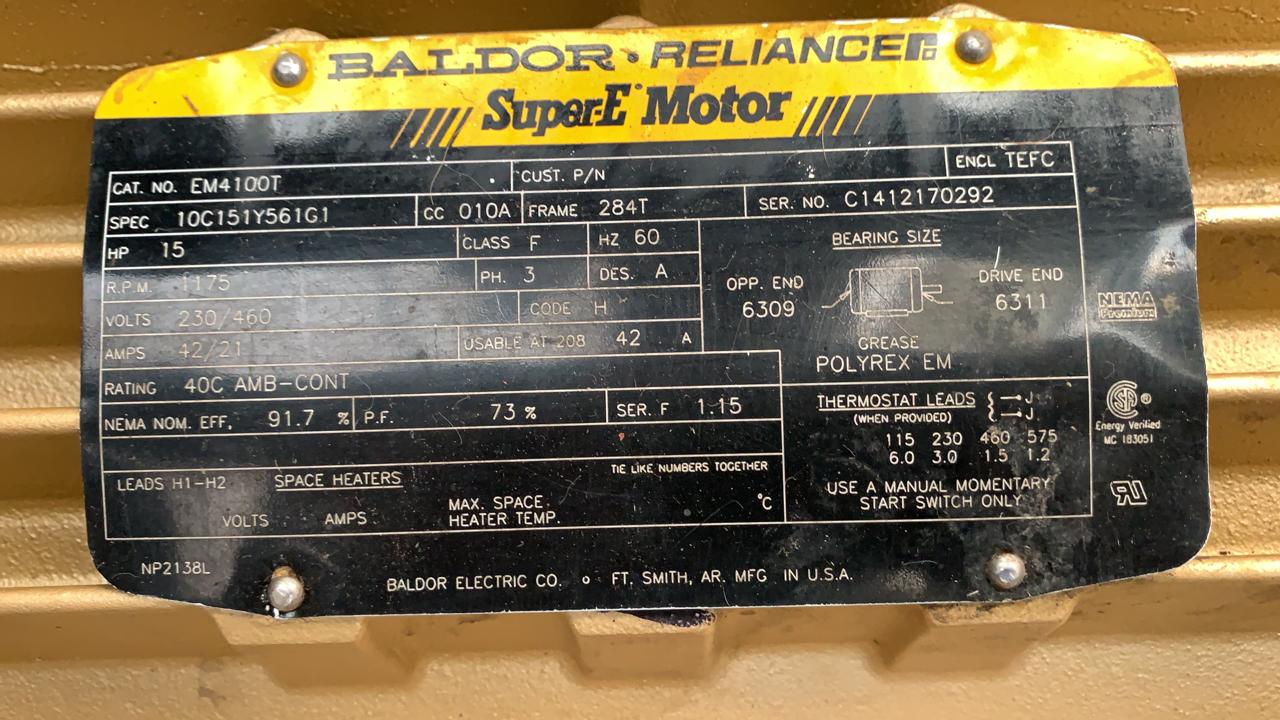 BALDOR • RELIANCER
Super-E Motor
CAT. NO. EM4100T CUST. P/N ENCL TEFC
SPEC 10C151Y561G1 CC 010A FRAME 284T SER. NO. C1412170292
HP 15 CLASS F HZ 60
R.P.M. 1175 PH. 3 DES. A
VOLTS 230/460 CODE H
AMPS 42/21 USABLE AT 208 42 A
RATING 40C AMB-CONT
NEMA NOM. EFF. 91.7 % P.F. 73 % SER. F 1.15
TIE LIKE NUMBERS TOGETHER
LEADS H1-H2 SPACE HEATERS
VOLTS AMPS MAX. SPACE
HEATER TEMP. °C
BEARING SIZE
OPP. END DRIVE END
6309 6311
GREASE
POLYREX EM
THERMOSTAT LEADS J
(WHEN PROVIDED) J
115 230 460 575
6.0 3.0 1.5 1.2
USE A MANUAL MOMENTARY
START SWITCH ONLY
NEMA
Premium
SA ®
Energy Verified
MC 183051
NP2138L
BALDOR ELECTRIC CO. o FT. SMITH, AR. MFG IN U.S.A.